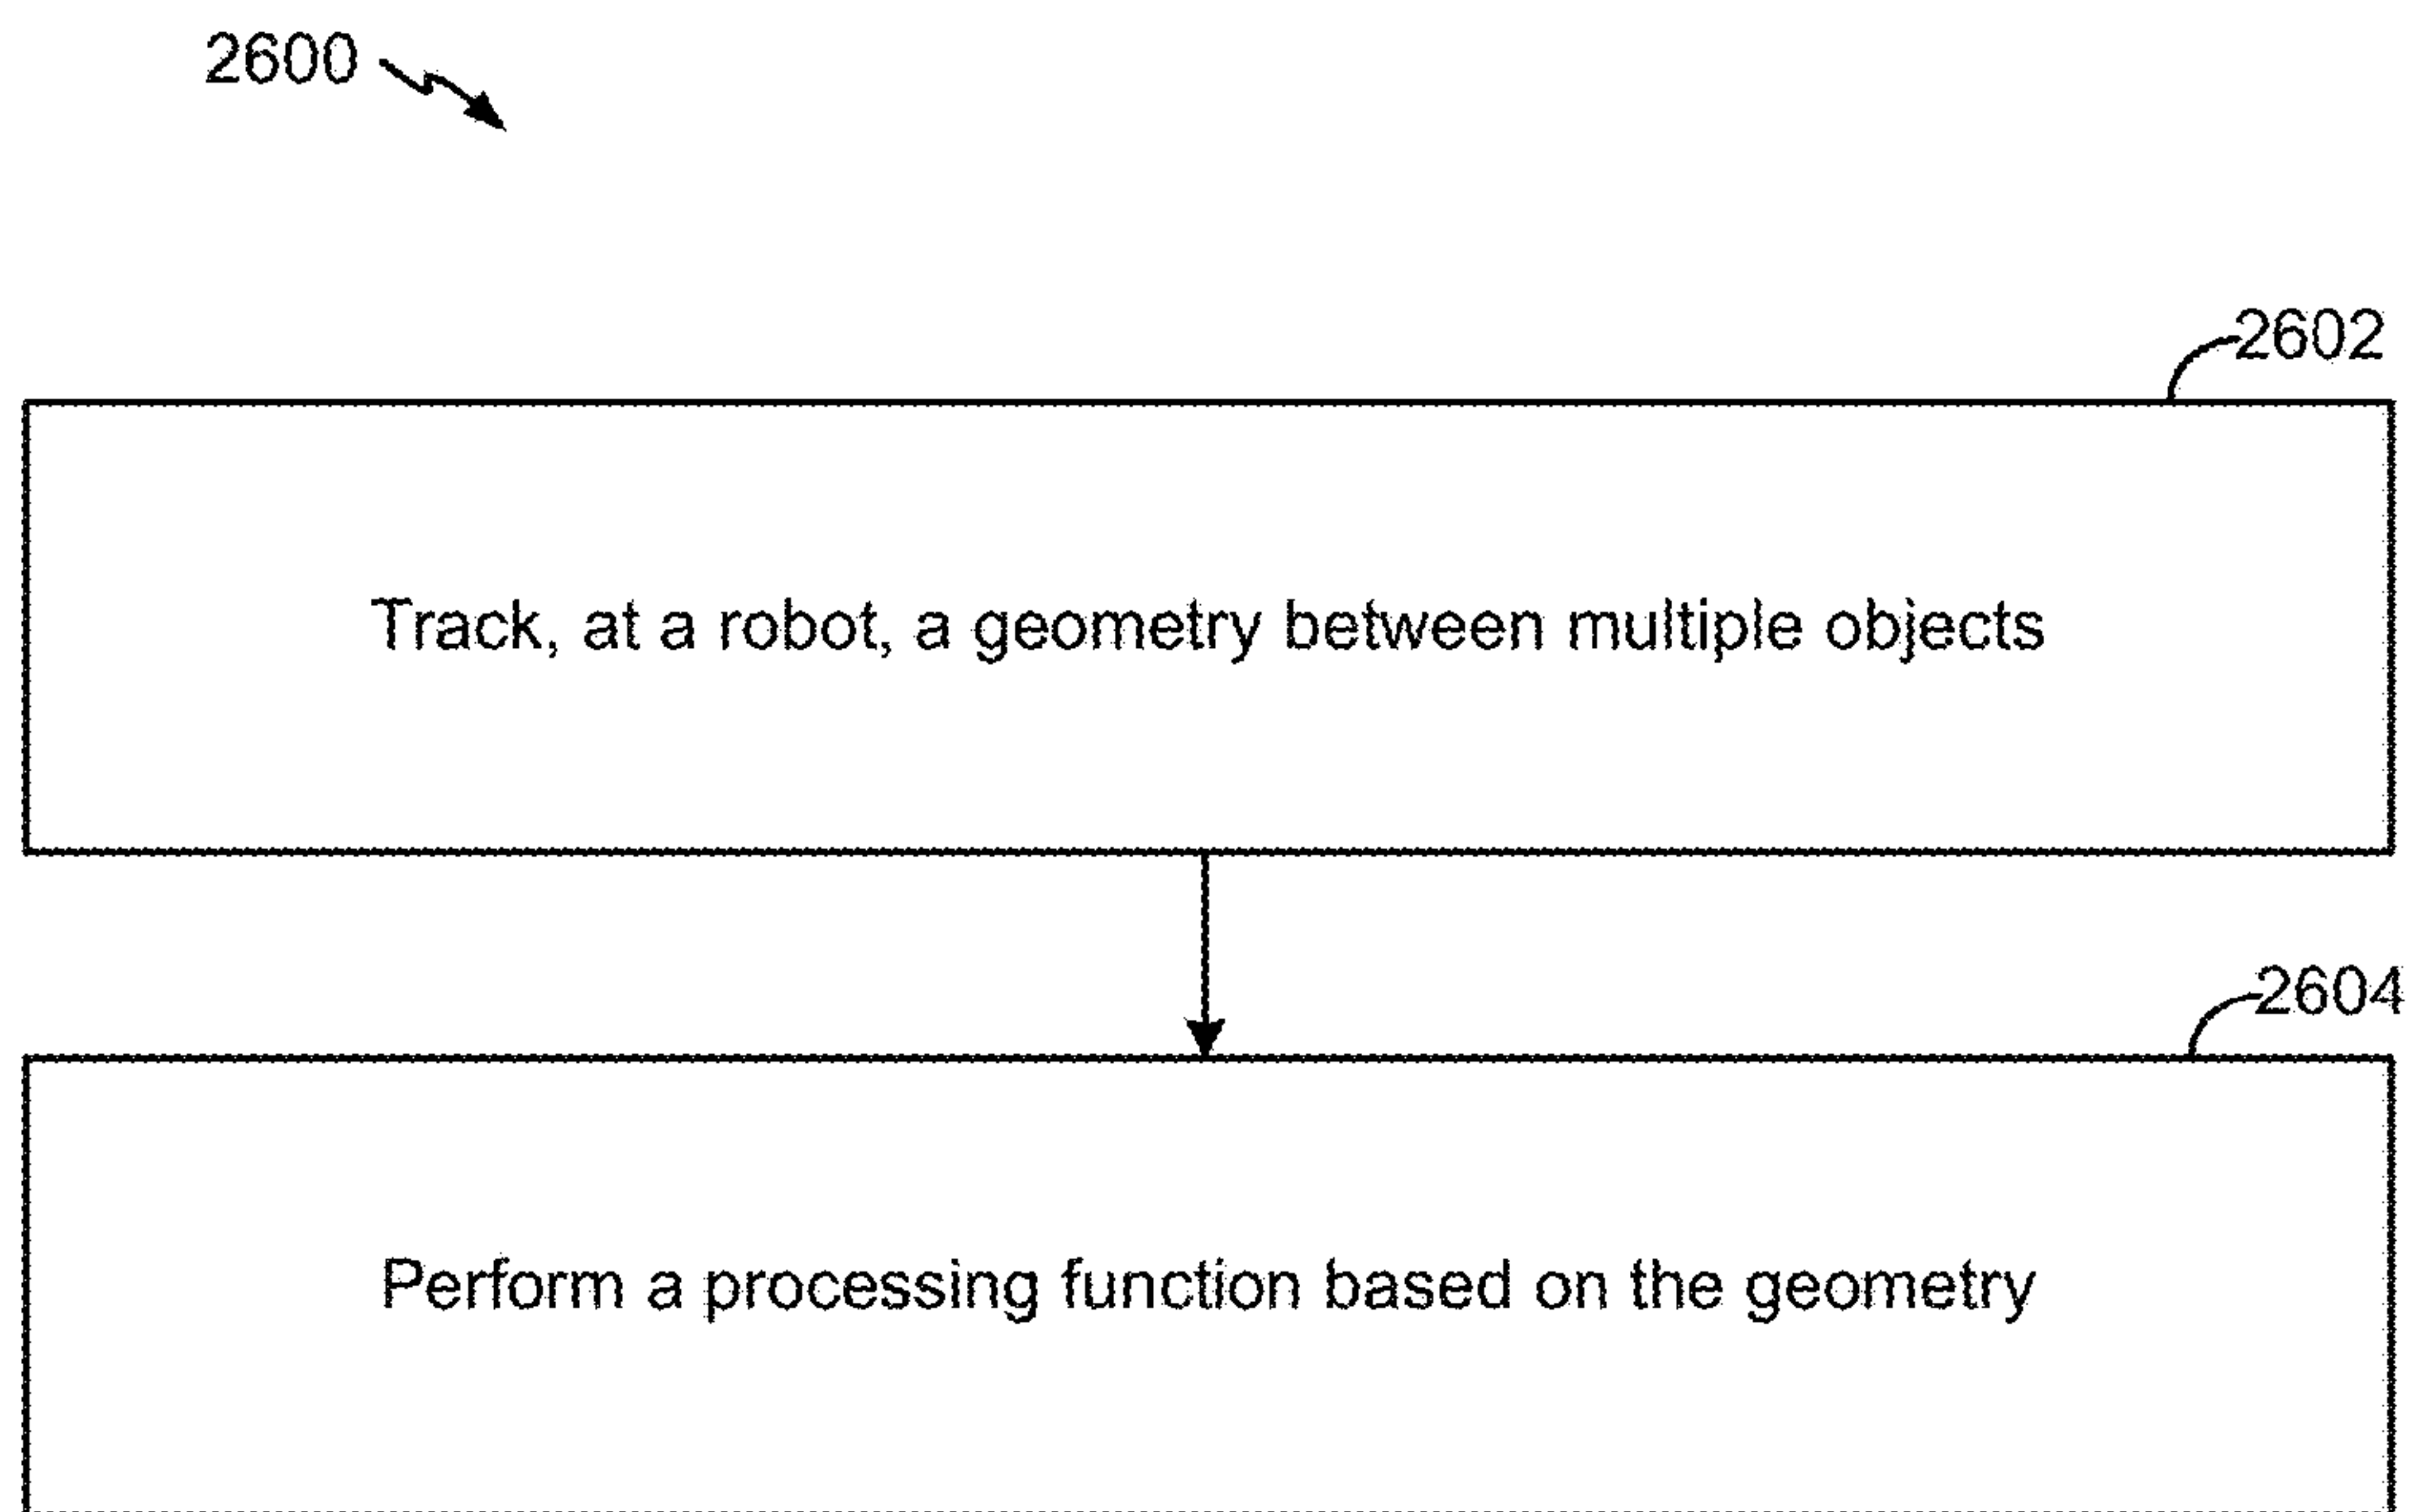 2600
2602
Track, at a robot, a geometry between multiple objects
2604
Perform a processing function based on the geometry